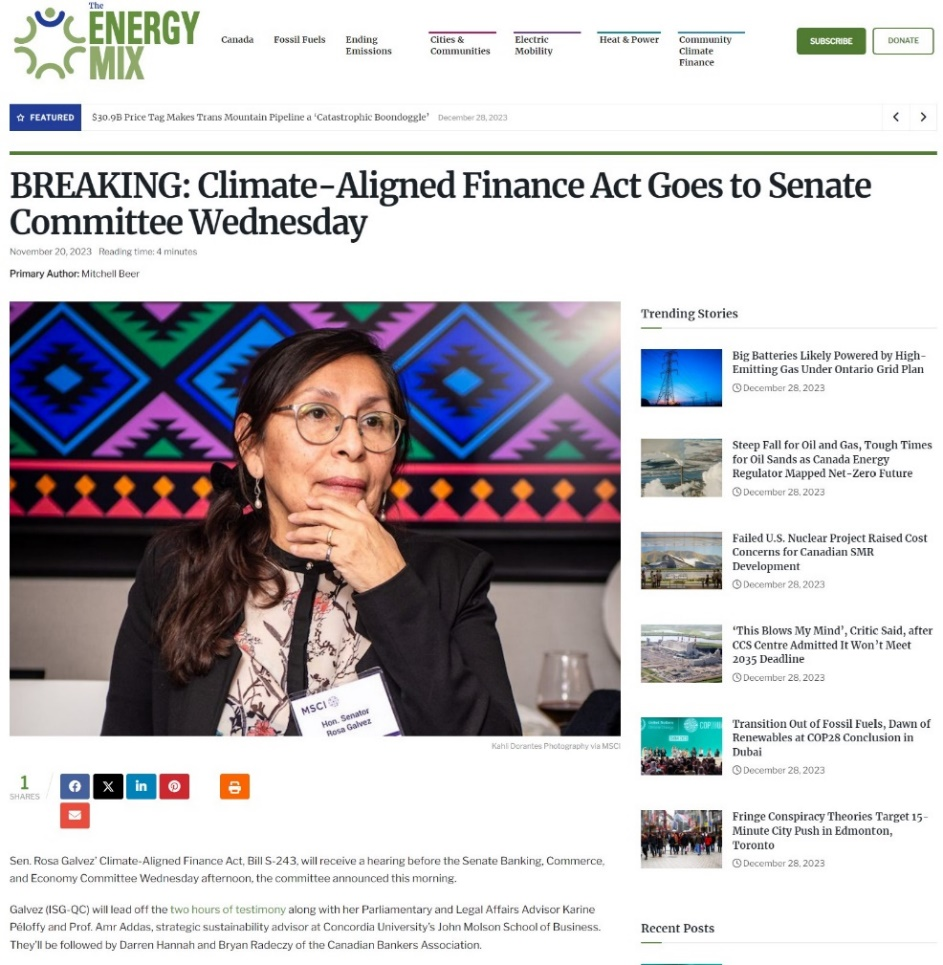 The
ENERGY
MIX
Canada
Fossil Fuels
Ending
Emissions
Cities &
Communities
Electric
Mobility
Heat & Power
Community
Climate
Finance
SUBSCRIBE
DONATE
FEATURED
$30.9B Price Tag Makes Trans Mountain Pipeline a ‘Catastrophic Boondoggle’ December 28, 2023
BREAKING: Climate-Aligned Finance Act Goes to Senate
Committee Wednesday
November 20, 2023 Reading time: 4 minutes
Primary Author: Mitchell Beer
MSCI
Hon. Senator
Rosa Galvez
Kahli Dorantes Photography via MSCI
1
SHARES
Sen. Rosa Galvez’ Climate-Aligned Finance Act, Bill S-243, will receive a hearing before the Senate Banking, Commerce,
and Economy Committee Wednesday afternoon, the committee announced this morning.
Galvez (ISG-QC) will lead off the two hours of testimony along with her Parliamentary and Legal Affairs Advisor Karine
Péloffy and Prof. Amr Addas, strategic sustainability advisor at Concordia University’s John Molson School of Business.
They’ll be followed by Darren Hannah and Bryan Radeczy of the Canadian Bankers Association.
Trending Stories
Big Batteries Likely Powered by High-
Emitting Gas Under Ontario Grid Plan
December 28, 2023
Steep Fall for Oil and Gas, Tough Times
for Oil Sands as Canada Energy
Regulator Mapped Net-Zero Future
December 28, 2023
Failed U.S. Nuclear Project Raised Cost
Concerns for Canadian SMR
Development
December 28, 2023
‘This Blows My Mind’, Critic Said, after
CCS Centre Admitted It Won’t Meet
2035 Deadline
December 28, 2023
Transition Out of Fossil Fuels, Dawn of
Renewables at COP28 Conclusion in
Dubai
December 28, 2023
Fringe Conspiracy Theories Target 15-
Minute City Push in Edmonton,
Toronto
December 28, 2023
Recent Posts